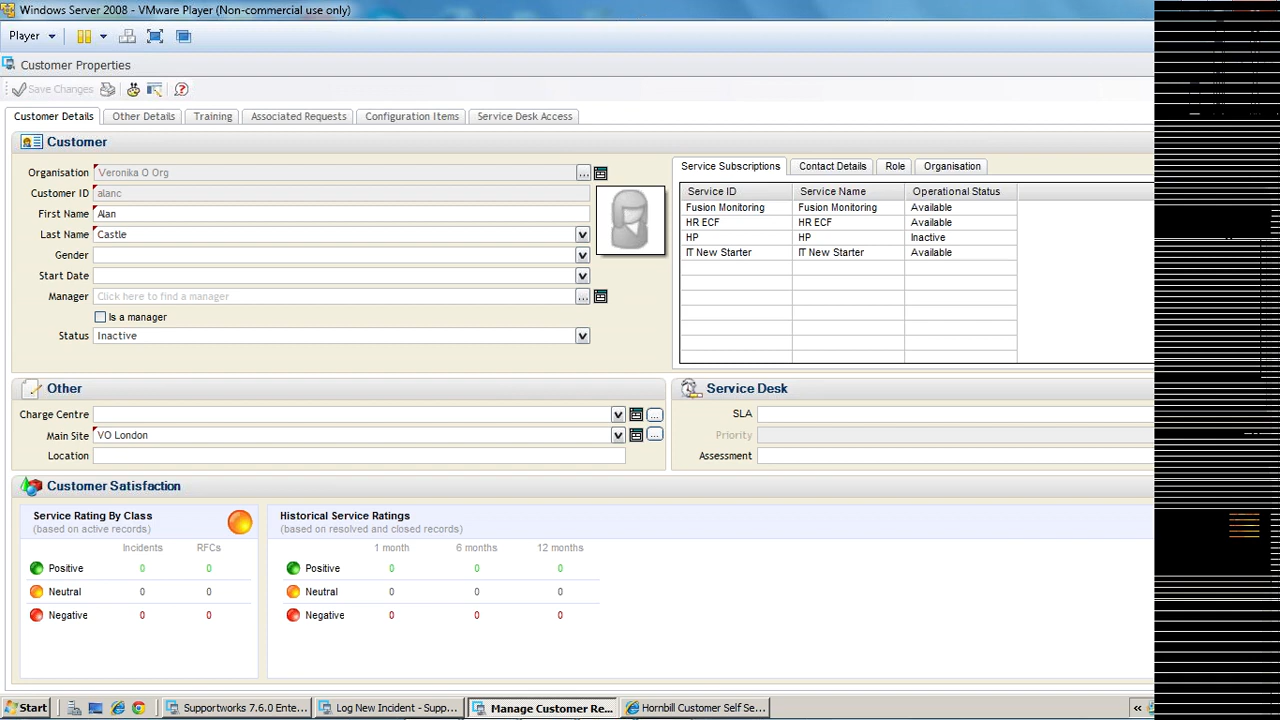 Windows Server 2008 - VMware Player (Non-commercial use only)
Player
Customer Properties
Save Changes
Customer Details Other Details Training Associated Requests Configuration Items Service Desk Access
Customer
Organisation Veronika O Org ...
Customer ID alanc
First Name Alan
Last Name Castle
Gender
Start Date
Manager Click here to find a manager ...
Is a manager
Status Inactive
Service Subscriptions Contact Details Role Organisation
Service ID Service Name Operational Status
Fusion Monitoring Fusion Monitoring Available
HR ECF HR ECF Available
HP HP Inactive
IT New Starter IT New Starter Available
Other
Charge Centre ...
Main Site VO London ...
Location
Service Desk
SLA
Priority
Assessment
Customer Satisfaction
Service Rating By Class
(based on active records)
Incidents RFCs
Positive 0 0
Neutral 0 0
Negative 0 0
Historical Service Ratings
(based on resolved and closed records)
1 month 6 months 12 months
Positive 0 0 0
Neutral 0 0 0
Negative 0 0 0
Start Supportworks 7.6.0 E... Log New Incident - Supp... Manage Customer Re... Hornbill Customer Self Se... «